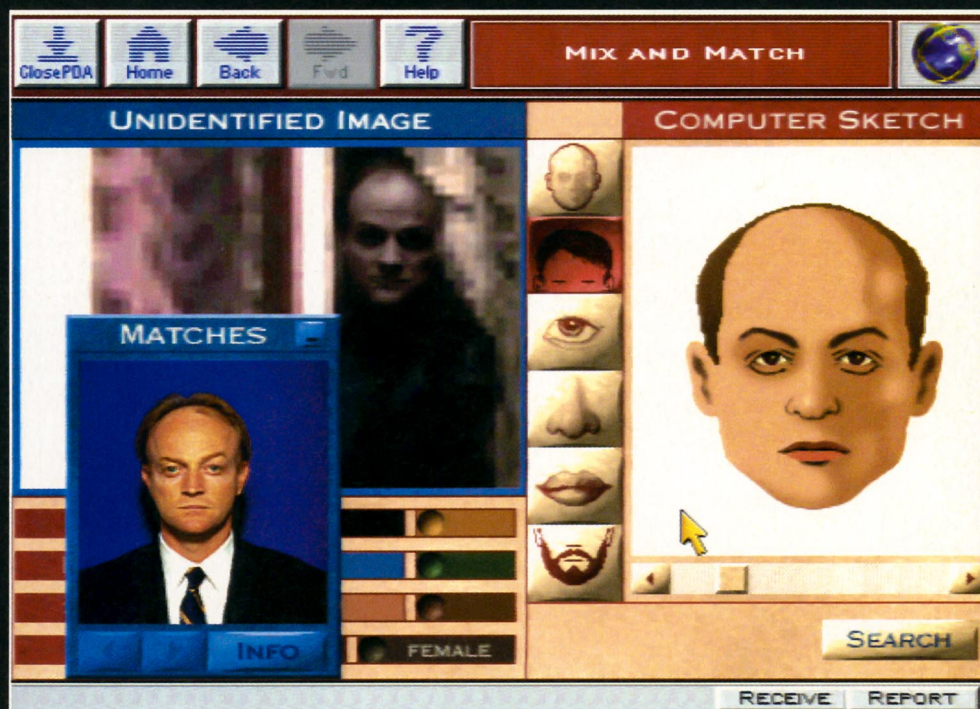 ClosePDA
Home
Back
Fwd
Help
MIX AND MATCH
UNIDENTIFIED IMAGE
COMPUTER SKETCH
MATCHES
INFO
FEMALE
SEARCH
RECEIVE
REPORT